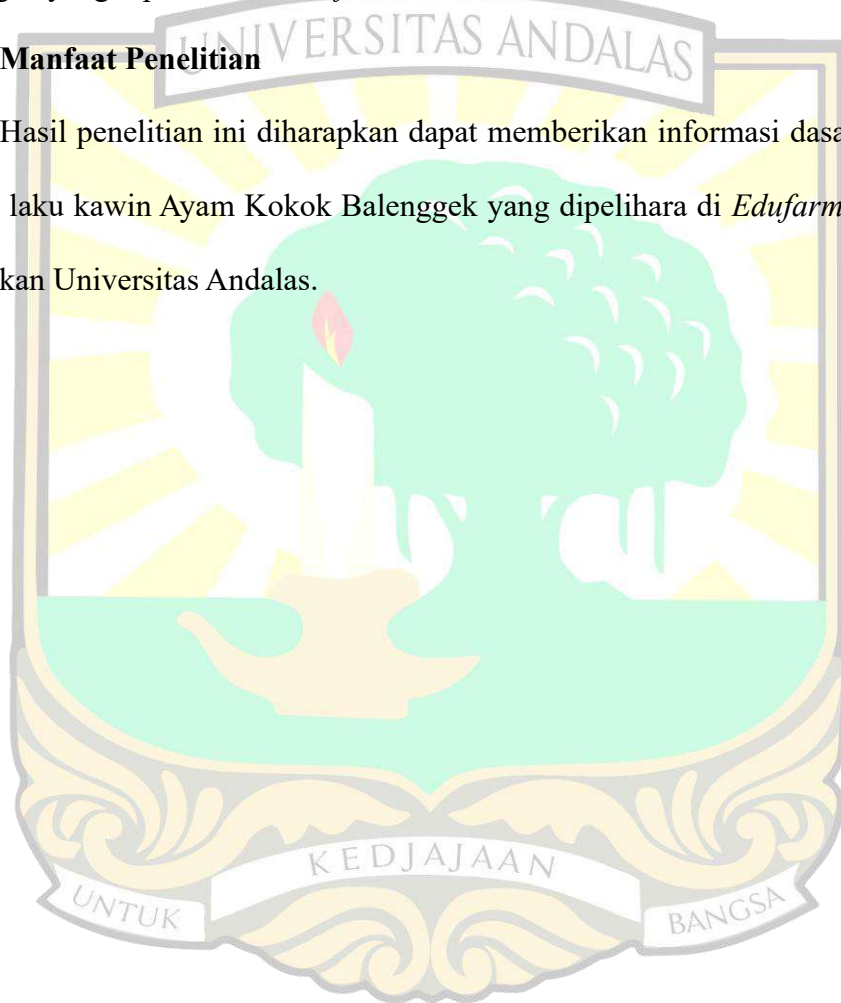 UNIVERSITAS ANDALAS
Manfaat Penelitian
Hasil penelitian ini diharapkan dapat memberikan informasi dasa
laku kawin Ayam Kokok Balenggek yang dipelihara di Edufarm
kan Universitas Andalas.
KEDJAJAAN
UNTUK
BANGSA